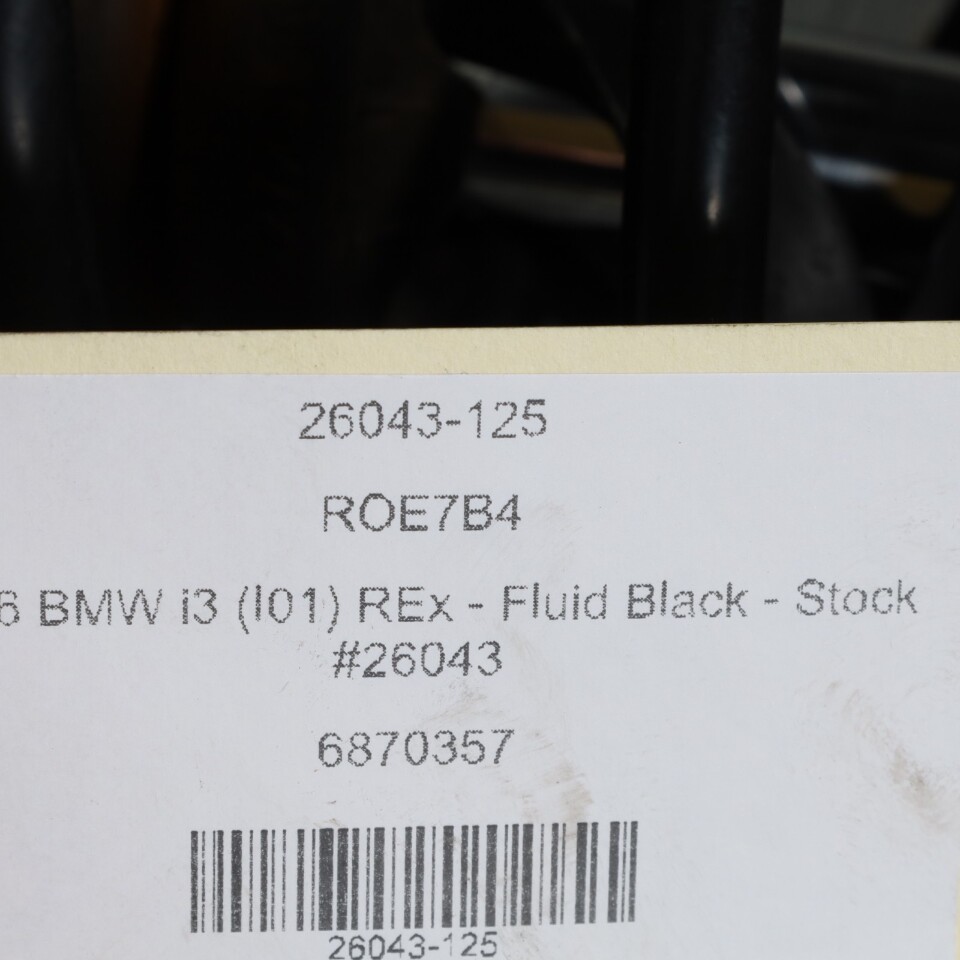 26043-125
ROE7B4
6 BMW i3 (I01) REx - Fluid Black - Stock
#26043
6870357
26043-125